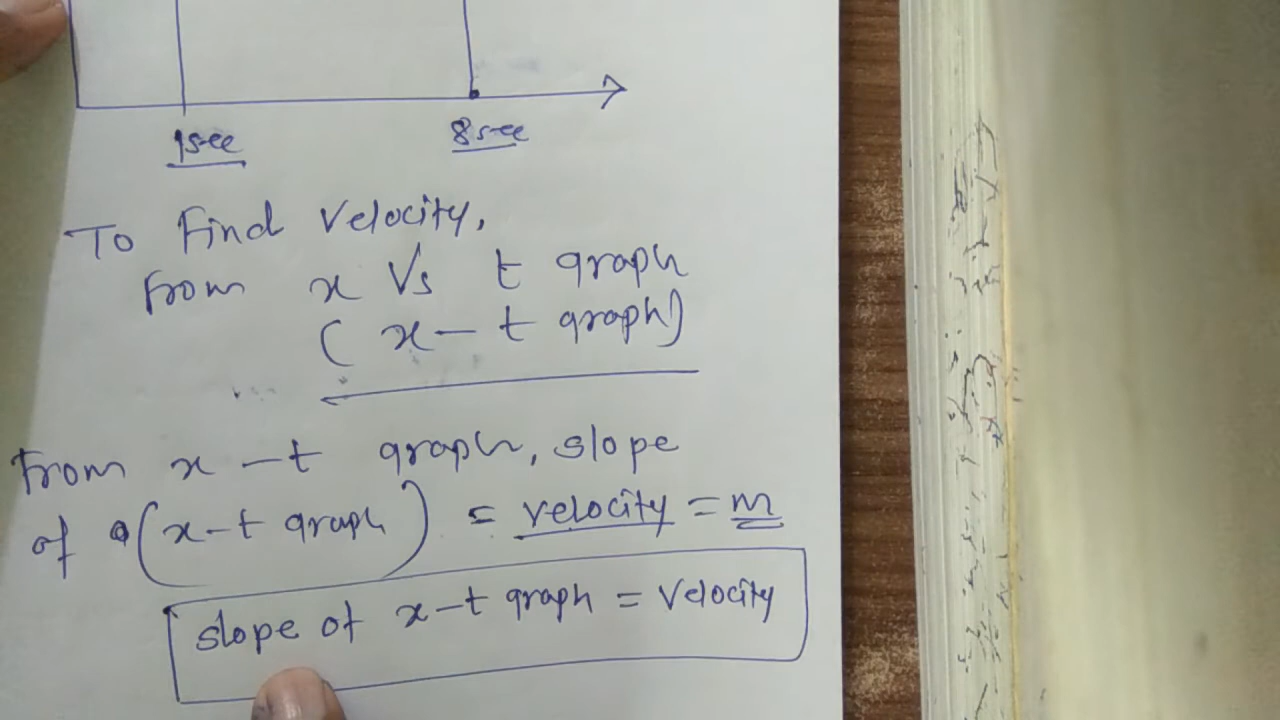 1sec 8sec
To Find Velocity,
From x Vs t graph
( x-t graph)
From x-t graph, slope
of (x-t graph) = velocity = m
slope of x-t graph = Velocity